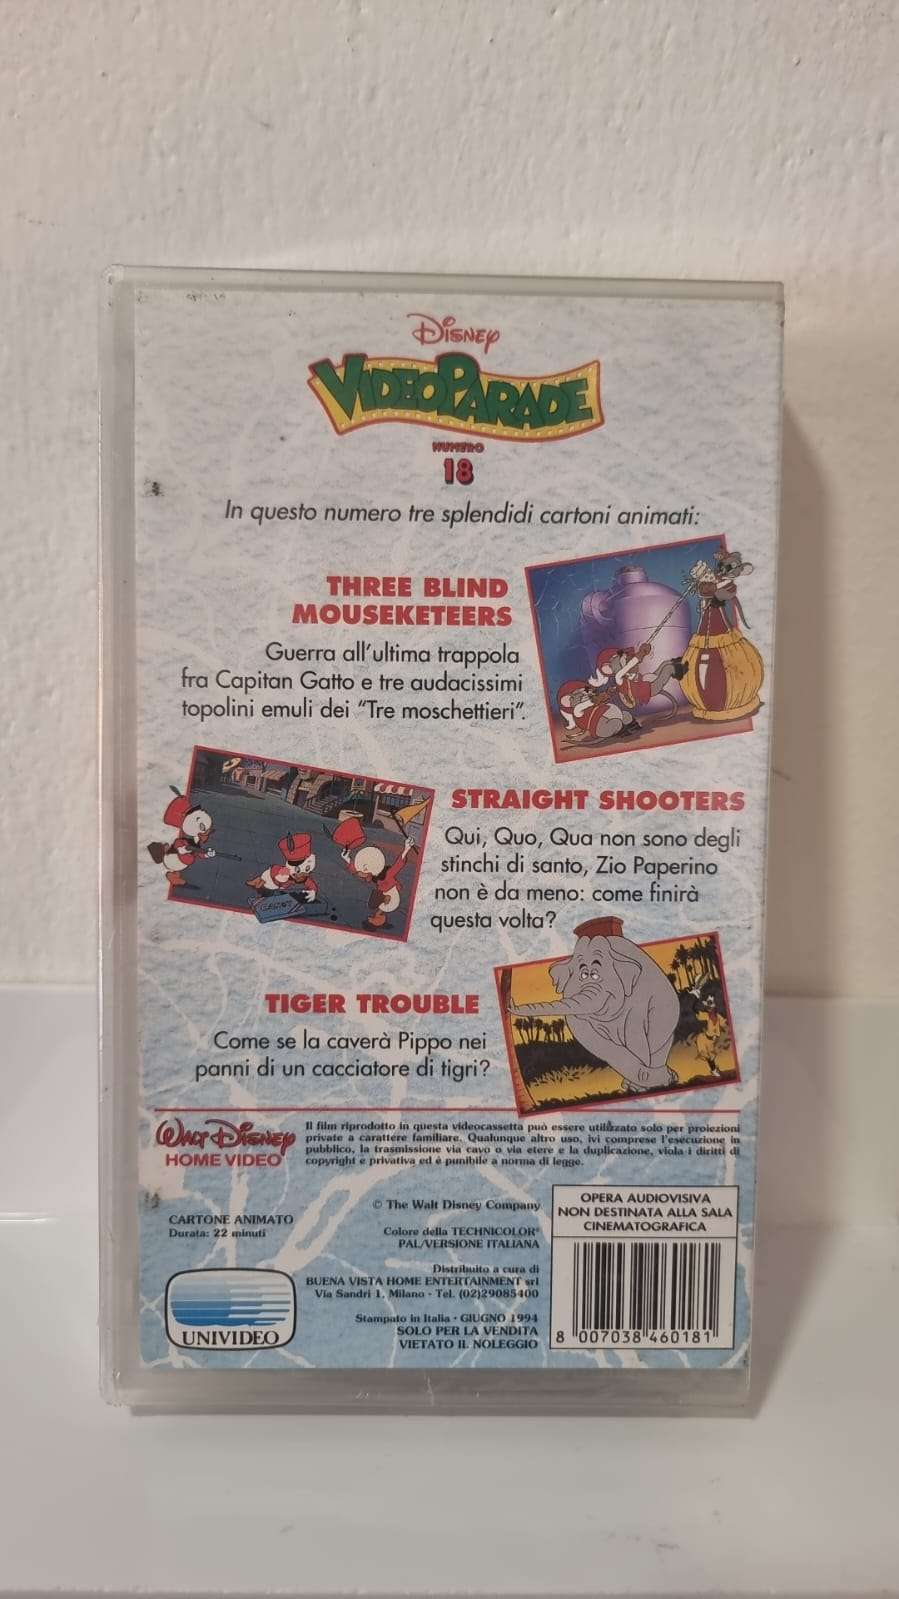 Disney
VIDEOPARADE
NUMERO
18
In questo numero tre splendidi cartoni animati:
THREE BLIND
MOUSEKETEERS
Guerra all'ultima trappola
fra Capitan Gatto e tre audacissimi
topolini emuli dei "Tre moschettieri".
STRAIGHT SHOOTERS
Qui, Quo, Qua non sono degli
stinchi di santo, Zio Paperino
non è da meno: come finirà
questa volta?
TIGER TROUBLE
Come se la caverà Pippo nei
panni di un cacciatore di tigri?
WALT DISNEY
HOME VIDEO
Il film riprodotto in questa videocassetta può essere utilizzato solo per proiezioni
private a carattere familiare. Qualunque altro uso, ivi comprese l'esecuzione in
pubblico, la trasmissione via cavo o via etere e la duplicazione, viola i diritti di
copyright e privativa ed è punibile a norma di legge.
CARTONE ANIMATO
Durata: 22 minuti
UNIVIDEO
© The Walt Disney Company
Colore della TECHNICOLOR®
PAL/VERSIONE ITALIANA
Distribuito a cura di
BUENA VISTA HOME ENTERTAINMENT srl
Via Sandri 1, Milano - Tel. (02)29085400
Stampato in Italia • GIUGNO 1994
SOLO PER LA VENDITA
VIETATO IL NOLEGGIO
OPERA AUDIOVISIVA
NON DESTINATA ALLA SALA
CINEMATOGRAFICA
8 007038 460181